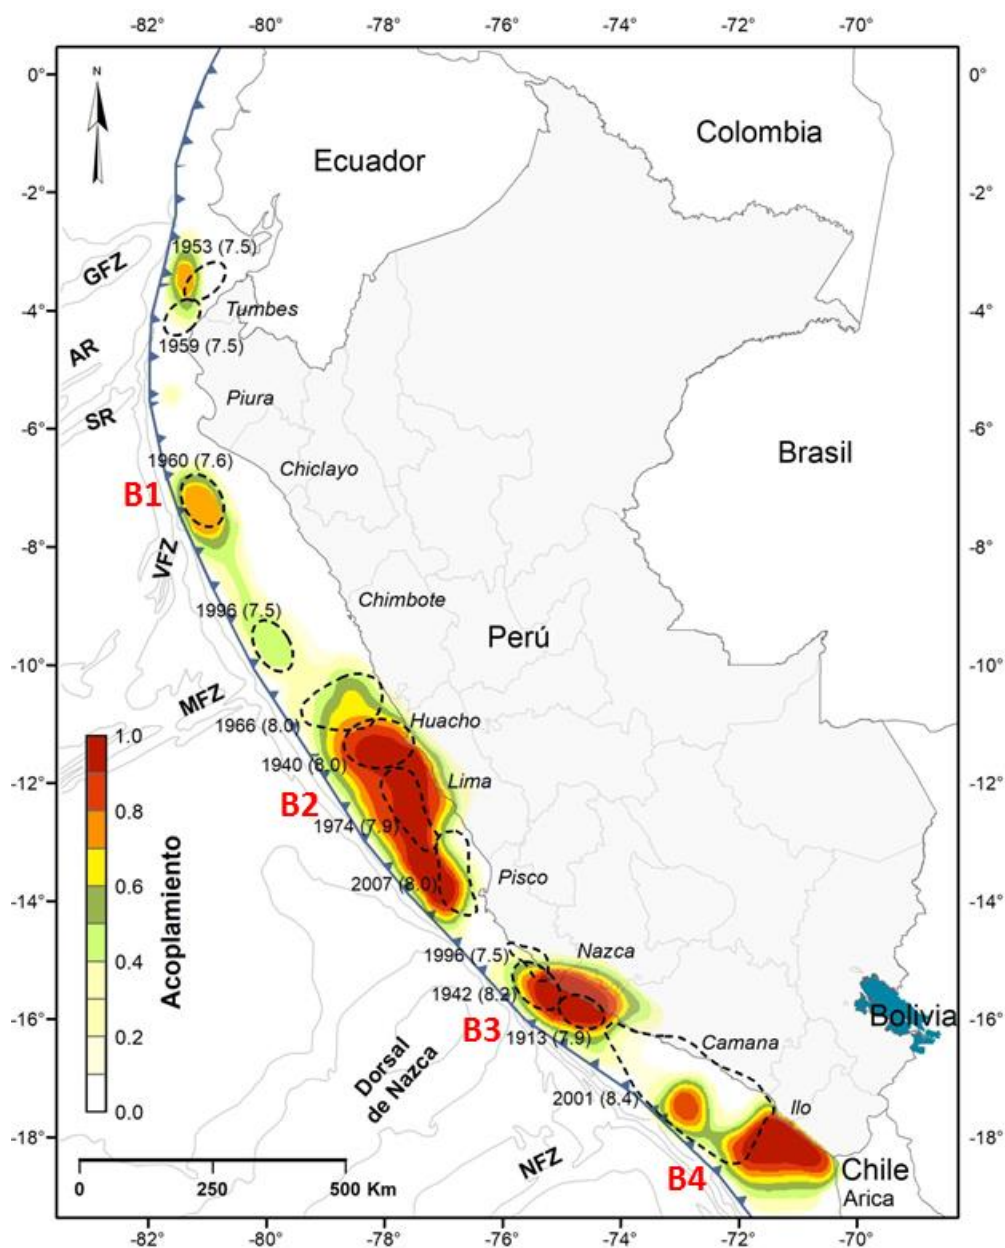 -82° -80° -78° -76° -74° -72° -70°
N
0° 0°
Colombia
Ecuador
-2° -2°
1953 (7.5)
GFZ
-4° Tumbes -4°
1959 (7.5)
AR
Piura
SR
-6° -6°
Brasil
1960 (7.6)
Chiclayo
B1
-8° -8°
VFZ
Chimbote
1996 (7.5)
Perú
-10° -10°
MFZ
1966 (8.0) Huacho
1.0
1940 (8.0)
-12° Lima -12°
B2
0.8
1974 (7.9)
Acoplamiento
0.6
2007 (8.0) Pisco
-14° -14°
0.4
1996 (7.5) Nazca
1942 (8.2)
-16° Bolivia -16°
B3
0.2
1913 (7.9) Camana
Dorsal
de Nazca
2001 (8.4)
0.0
Ilo
-18° -18°
NFZ
B4
Chile
Arica
0 250 500 Km
-82° -80° -78° -76° -74° -72° -70°